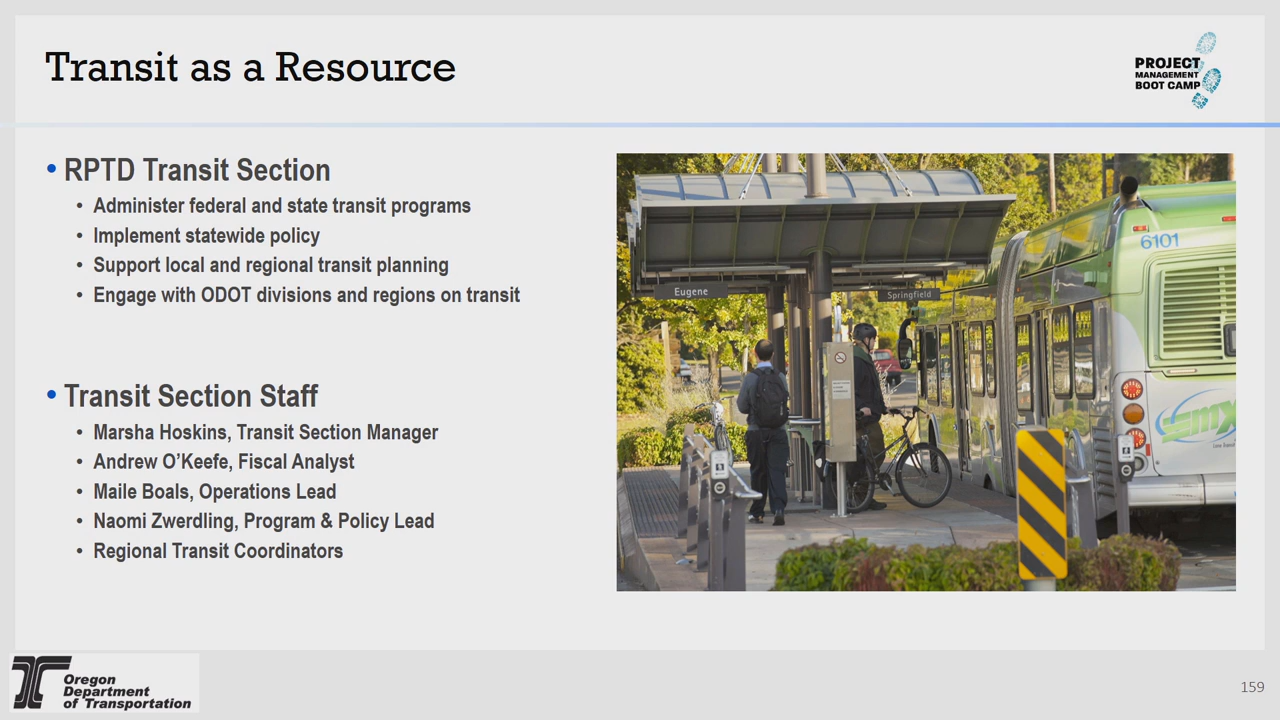 Transit as a Resource
PROJECT
MANAGEMENT
BOOT CAMP
• RPTD Transit Section
• Administer federal and state transit programs
• Implement statewide policy
• Support local and regional transit planning
• Engage with ODOT divisions and regions on transit
• Transit Section Staff
• Marsha Hoskins, Transit Section Manager
• Andrew O’Keefe, Fiscal Analyst
• Maile Boals, Operations Lead
• Naomi Zwerdling, Program & Policy Lead
• Regional Transit Coordinators
Eugene
Springfield
6101
emx
Oregon
Department
of Transportation
159